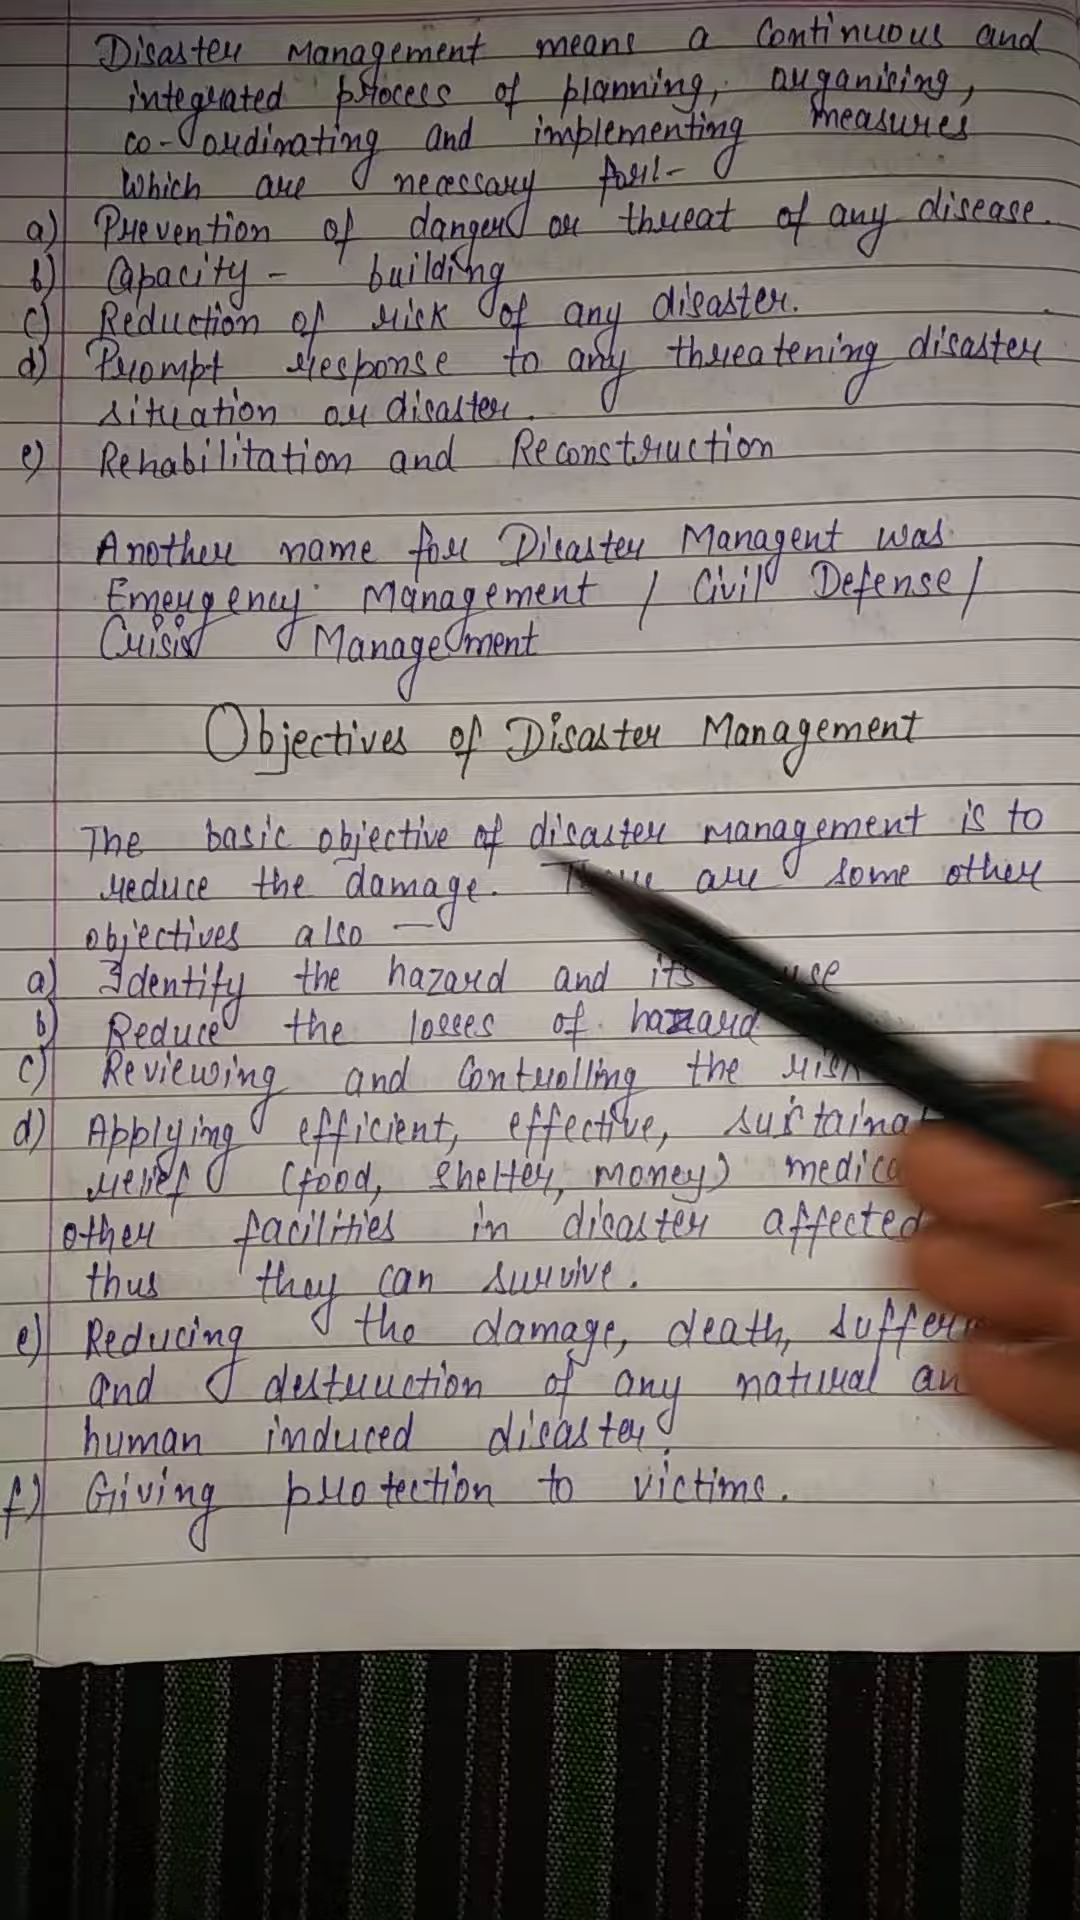 Disaster Management means a continuous and
integrated process of planning, organising,
co-ordinating and implementing measures
which are necessary for:-
a) Prevention of danger or threat of any disease.
b) Capacity - building
c) Reduction of risk of any disaster.
d) Prompt response to any threatening disaster
situation or disaster.
e) Rehabilitation and Reconstruction
Another name for Disaster Managent was
Emergency Management / Civil Defense /
Crisis Management
Objectives of Disaster Management
The basic objective of disaster management is to
reduce the damage. are some other
objectives also —
a) Identify the hazard and its
b) Reduce the losses of hazard
c) Reviewing and controlling the
d) Applying efficient, effective,
relief (food, shelter, money)
other facilities in disaster affected
thus they can survive.
e) Reducing the damage, death,
and destruction of any natural
human induced disaster
f) Giving protection to victims.